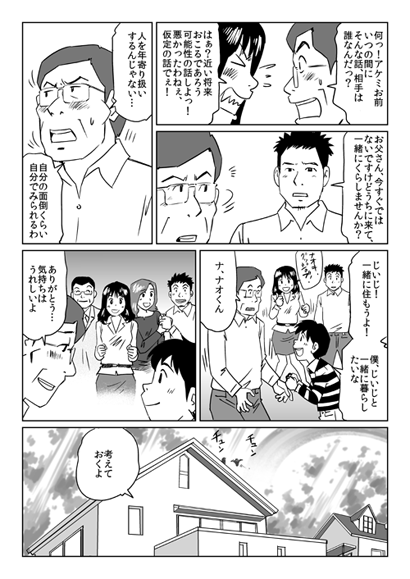 何っ！アケミ、お前
いつの間に
そんな話、相手は
誰なんだっ？
はぁ？近い将来
おこるであろう
可能性の話しよっ！
悪かったわねぇ、
仮定の話でぇ！
人を年寄り扱い
するんじゃない…
自分の面倒くらい
自分でみられるわ
お父さん、今すぐでは
ないですけどうちに来て、
一緒にくらしませんか？
じいじ！
一緒に住もうよ！
僕、じいじと
一緒に暮らし
たいな
ナ、ナオくん
ありがとう…
気持ちは
うれしいよ
チュン
チュン
考えて
おくよ